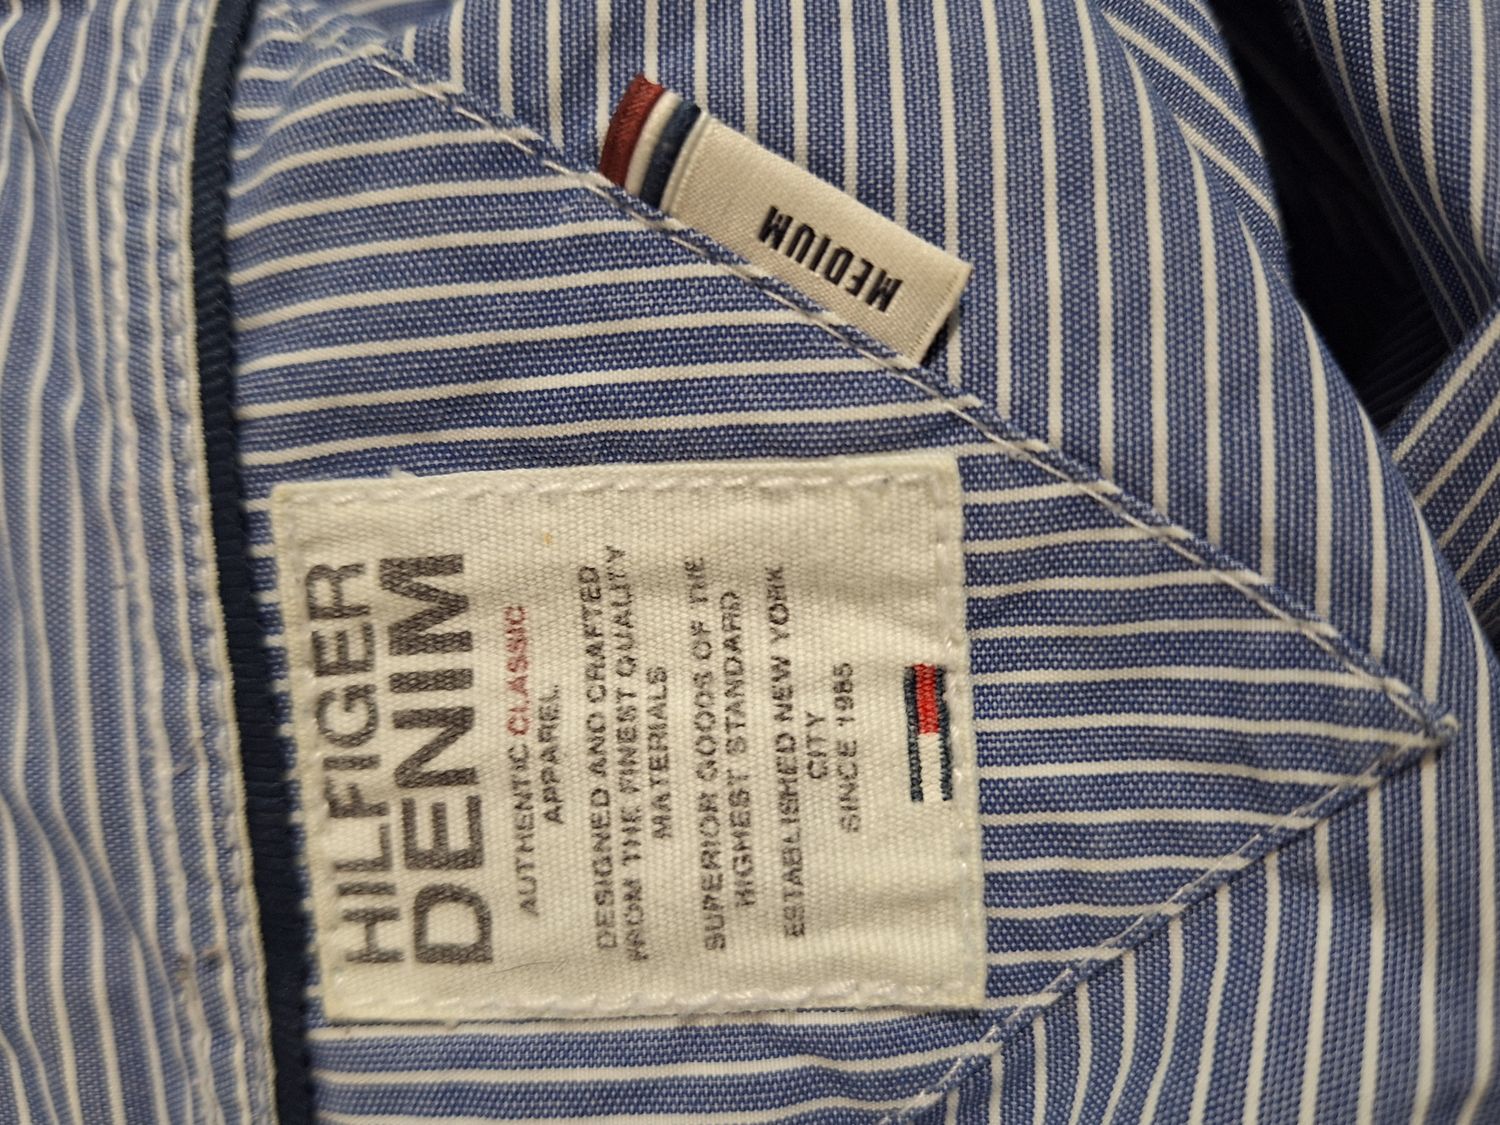 HILFIGER
DENIM
AUTHENTIC CLASSIC
APPAREL
DESIGNED AND CRAFTED
FROM THE FINEST QUALITY
MATERIALS
SUPERIOR GOODS OF THE
HIGHEST STANDARD
ESTABLISHED NEW YORK
CITY
SINCE 1985
MEDIUM